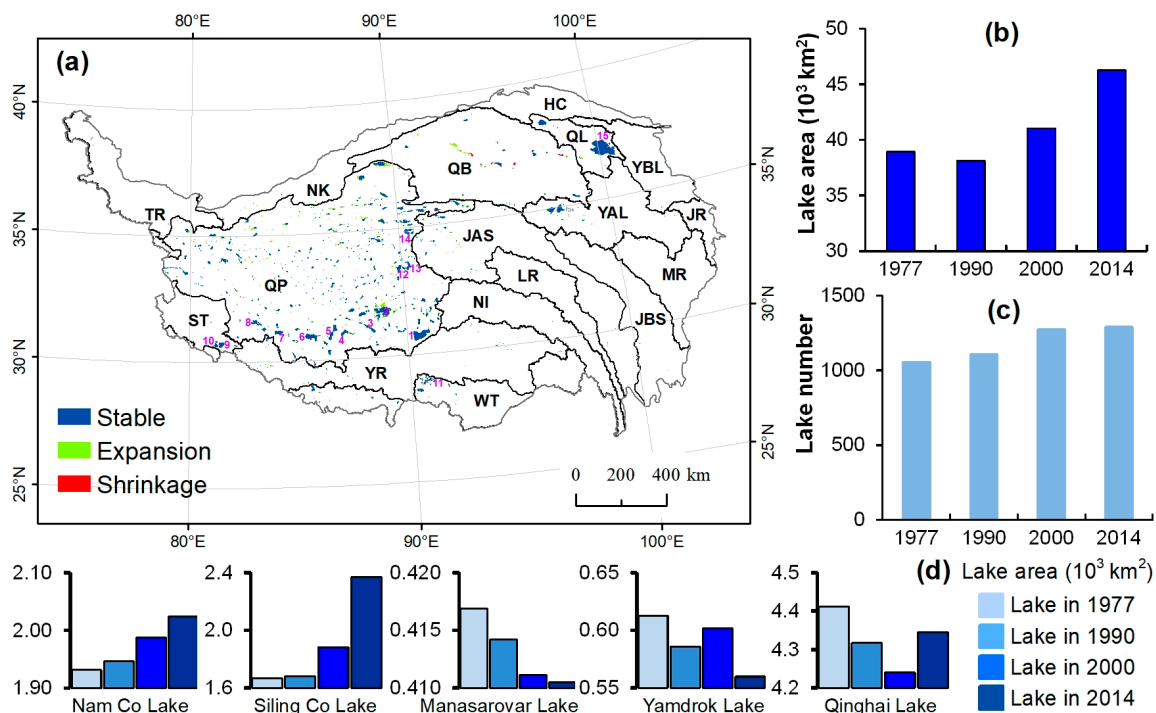 80°E 90°E 100°E
(a)
40°N
35°N
30°N
25°N
35°N
30°N
25°N
HC
QL
15
YBL
QB
NK
TR
YAL
JR
14
JAS
13
12
MR
LR
QP
NI
ST
8
3
5
6
7
4
1
10
9
JBS
YR
11
WT
Stable
Expansion
Shrinkage
0 200 400 km
80°E 90°E 100°E
(b)
Lake area (10³ km²)
50
45
40
35
30
1977 1990 2000 2014
(c)
Lake number
1500
1000
500
0
1977 1990 2000 2014
(d) Lake area (10³ km²)
Lake in 1977
Lake in 1990
Lake in 2000
Lake in 2014
2.10
2.00
1.90
Nam Co Lake
2.4
2.0
1.6
Siling Co Lake
0.420
0.415
0.410
Manasarovar Lake
0.65
0.60
0.55
Yamdrok Lake
4.5
4.4
4.3
4.2
Qinghai Lake